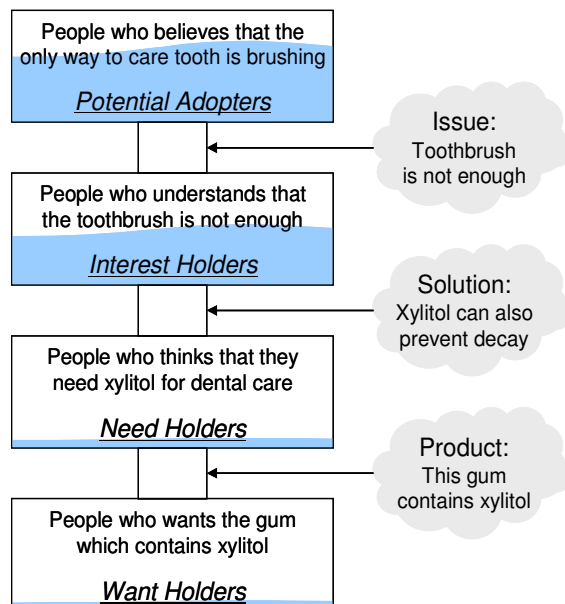 People who believes that the
only way to care tooth is brushing
Potential Adopters
Issue:
Toothbrush
is not enough
People who understands that
the toothbrush is not enough
Interest Holders
Solution:
Xylitol can also
prevent decay
People who thinks that they
need xylitol for dental care
Need Holders
Product:
This gum
contains xylitol
People who wants the gum
which contains xylitol
Want Holders